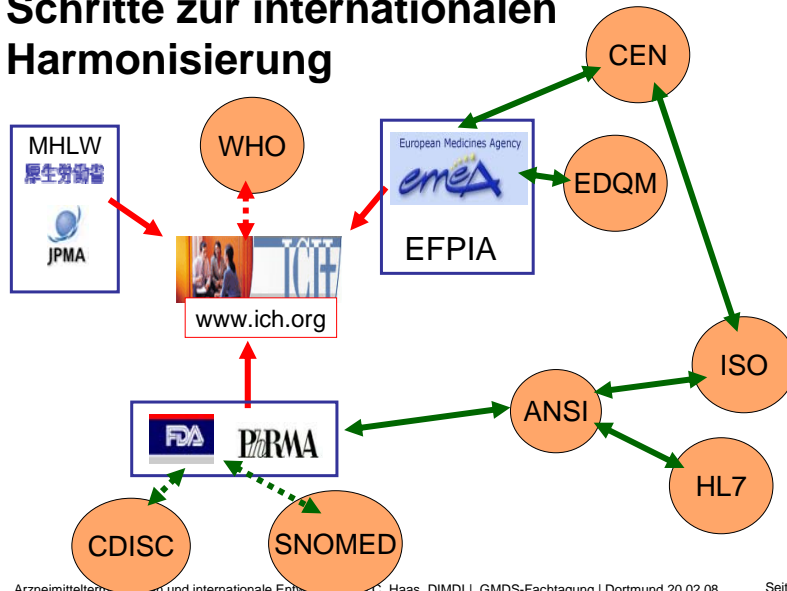 Schritte zur internationalen
Harmonisierung
CEN
MHLW
厚生労働省
JPMA
WHO
European Medicines Agency
emea
EDQM
EFPIA
ICH
www.ich.org
ISO
FDA
PhRMA
ANSI
HL7
CDISC
SNOMED
und internationale C. Haas, DIMDI | GMDS-Fachtagung | Dortmund 20.02.08